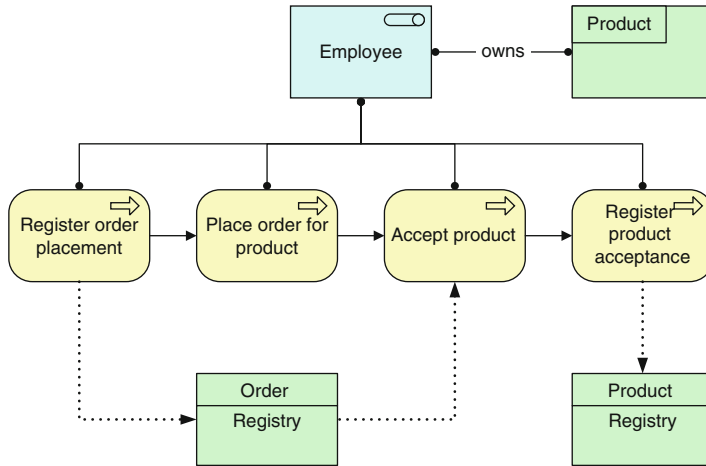 Employee
owns
Product
Register order
placement
Place order for
product
Accept product
Register
product
acceptance
Order
Registry
Product
Registry